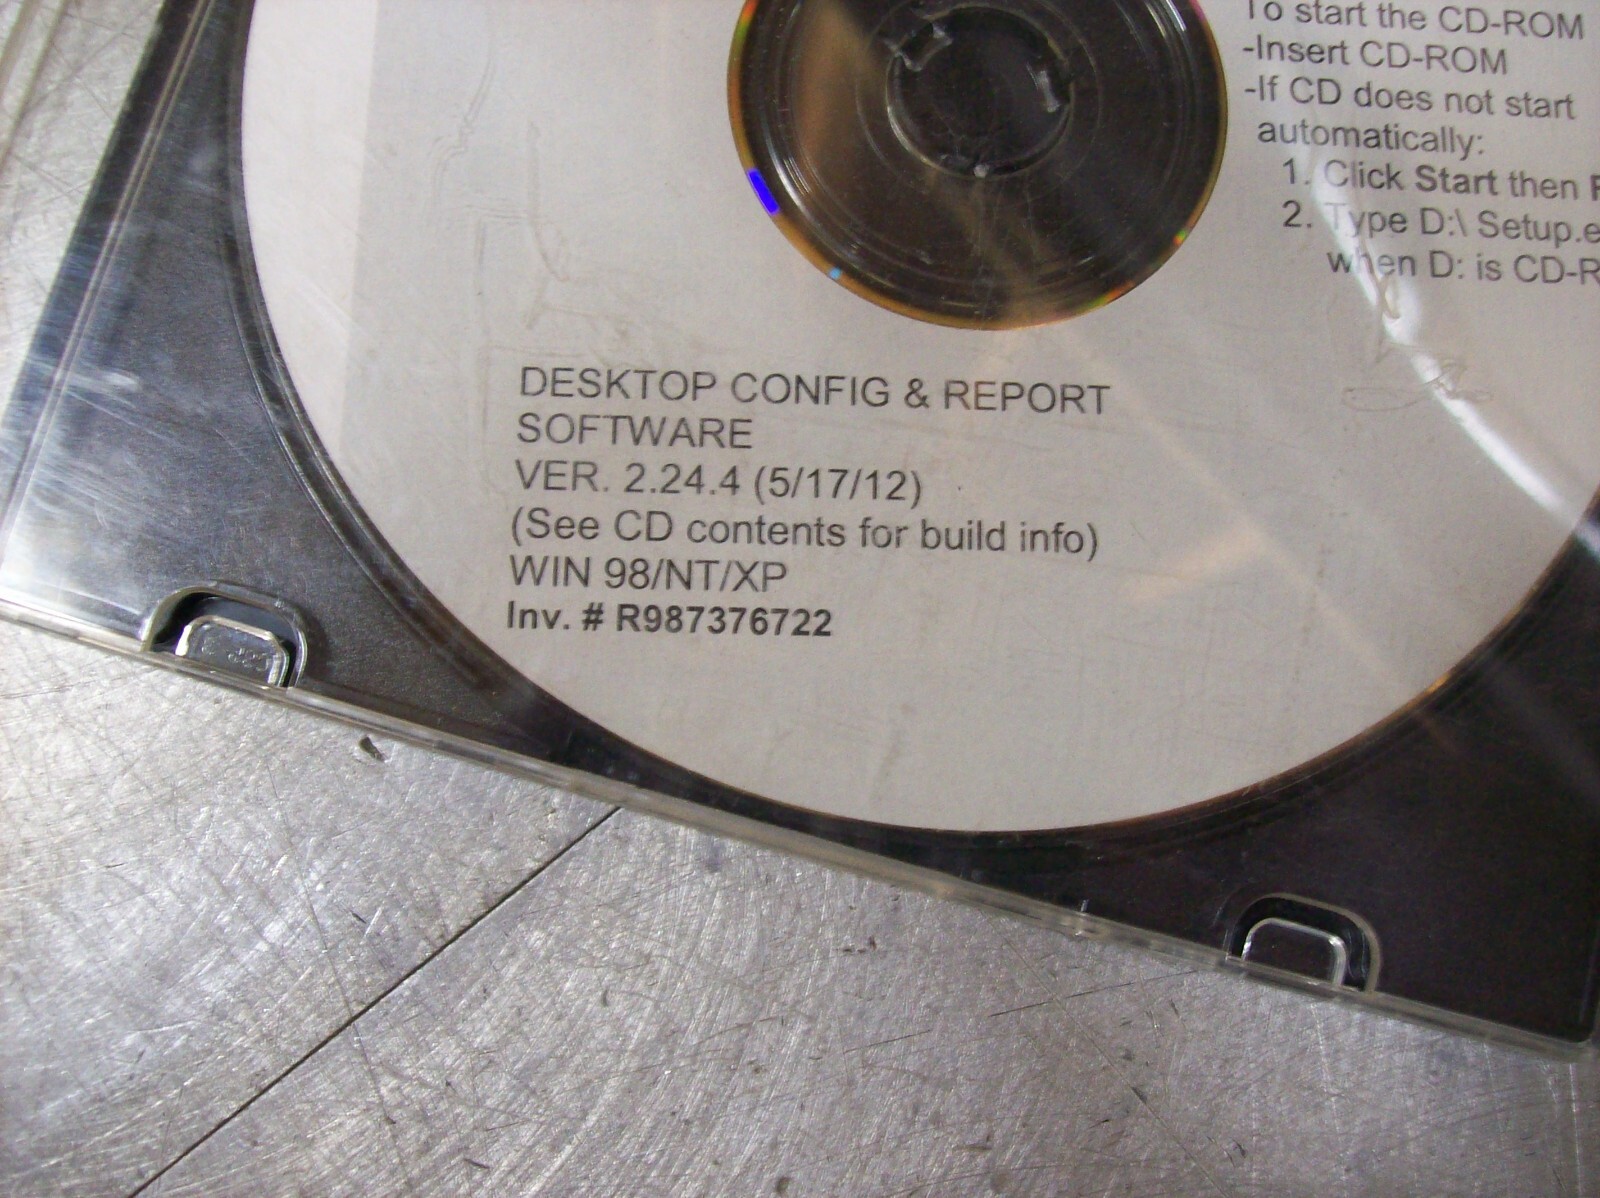 To start the CD-ROM
-Insert CD-ROM
-If CD does not start
automatically:
1. Click Start then
2. Type D:\ Setup.e
when D: is CD-R
DESKTOP CONFIG & REPORT
SOFTWARE
VER. 2.24.4 (5/17/12)
(See CD contents for build info)
WIN 98/NT/XP
Inv. # R987376722